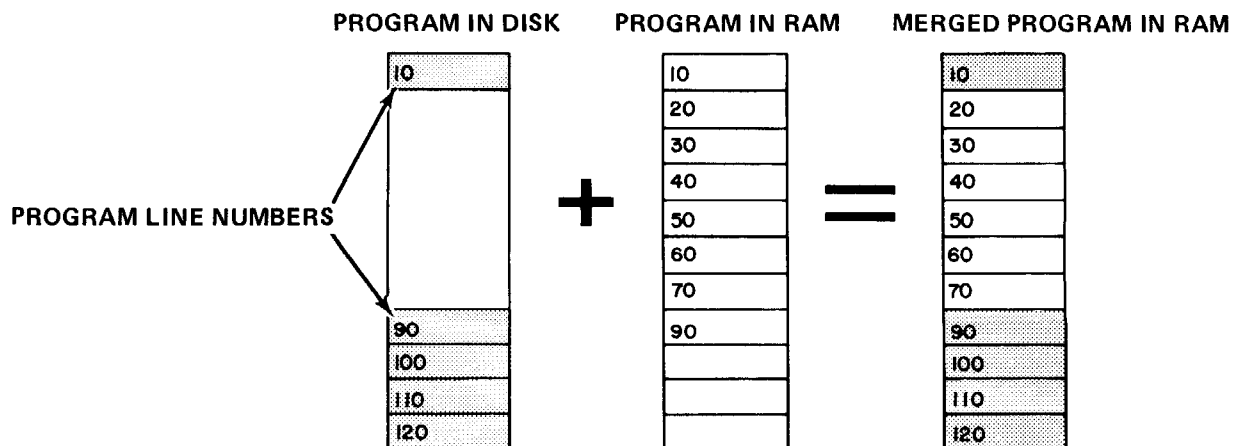 PROGRAM IN DISK PROGRAM IN RAM MERGED PROGRAM IN RAM
10 10 10
20 20
30 30
40 40
PROGRAM LINE NUMBERS + 50 = 50
60 60
70 70
90 90 90
100 100
110 110
120 120